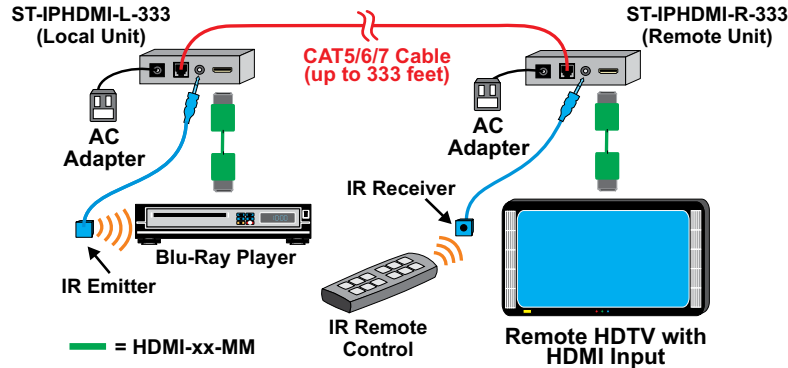 ST-IPHDMI-L-333
(Local Unit)
ST-IPHDMI-R-333
(Remote Unit)
CAT5/6/7 Cable
(up to 333 feet)
AC
Adapter
AC
Adapter
IR Receiver
Blu-Ray Player
IR Emitter
IR Remote
Control
Remote HDTV with
HDMI Input
= HDMI-xx-MM